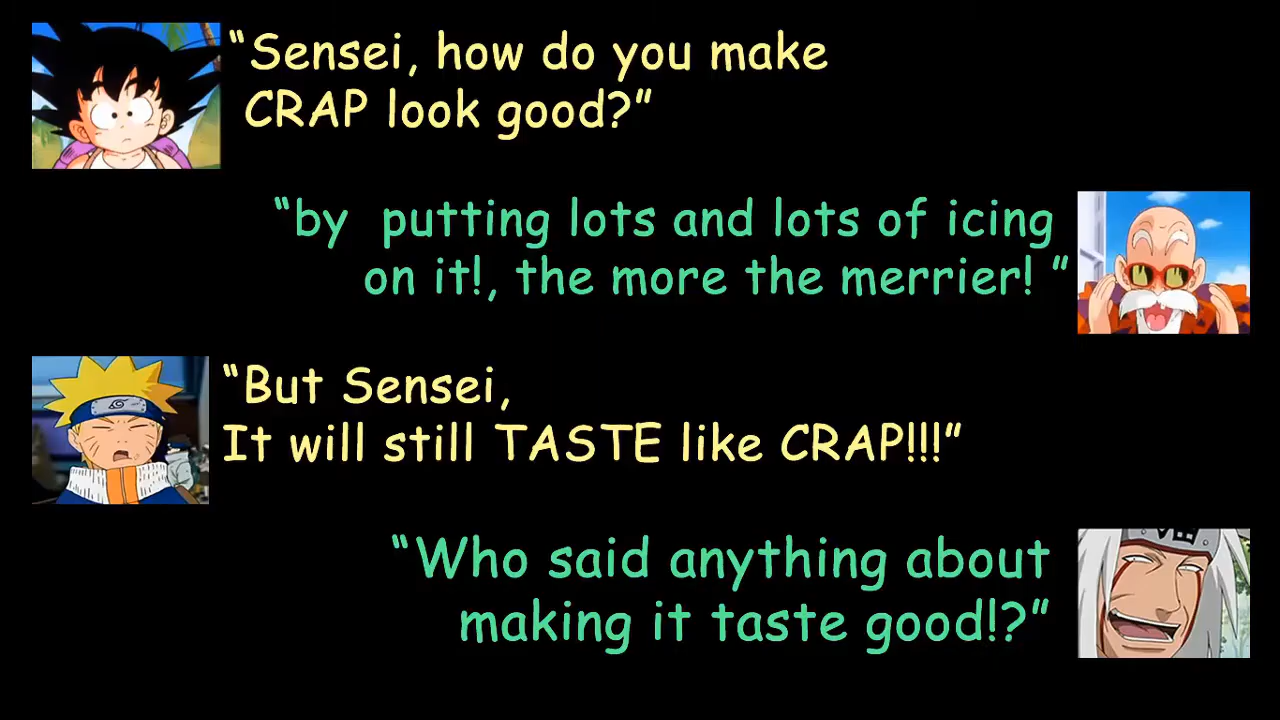 “Sensei, how do you make
CRAP look good?”
“by putting lots and lots of icing
on it!, the more the merrier! ”
“But Sensei,
It will still TASTE like CRAP!!!”
“Who said anything about
making it taste good!?”